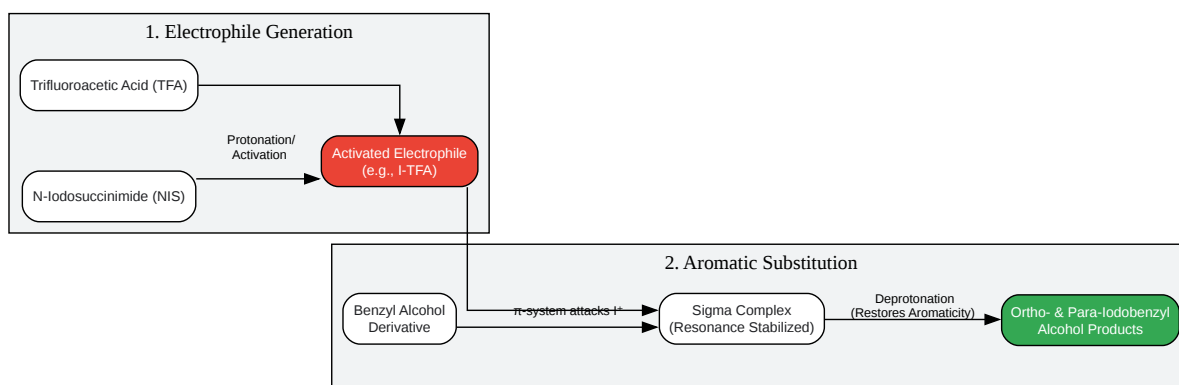 1. Electrophile Generation
Trifluoroacetic Acid (TFA)
Protonation/
Activation
Activated Electrophile
(e.g., I-TFA)
N-Iodosuccinimide (NIS)
2. Aromatic Substitution
Benzyl Alcohol
Derivative
π-system attacks I⁺
Sigma Complex
(Resonance Stabilized)
Deprotonation
(Restores Aromaticity)
Ortho- & Para-Iodobenzyl
Alcohol Products